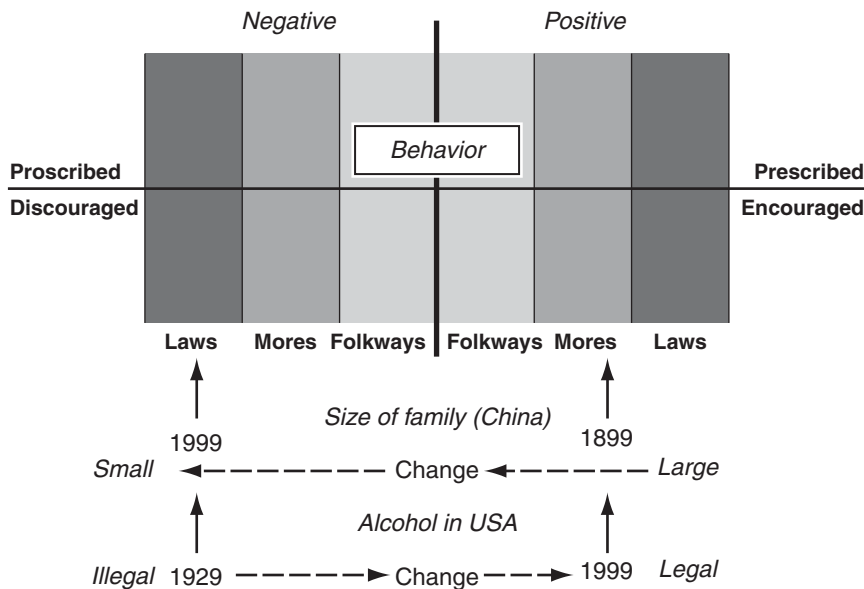 Negative Positive
Behavior
Proscribed Prescribed
Discouraged Encouraged
Laws Mores Folkways Folkways Mores Laws
Size of family (China)
1999 1899
Small Change Large
Alcohol in USA
Illegal 1929 Change 1999 Legal